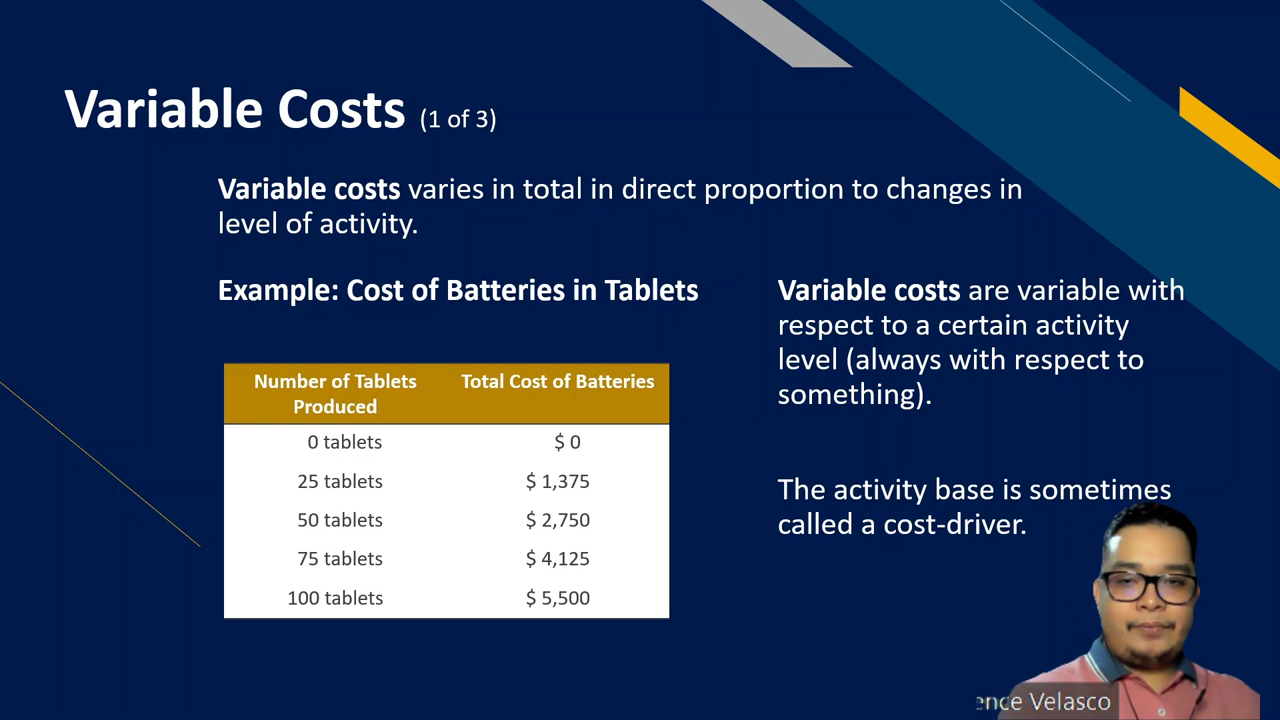 Variable Costs (1 of 3)
Variable costs varies in total in direct proportion to changes in
level of activity.
Example: Cost of Batteries in Tablets
Number of Tablets Produced | Total Cost of Batteries
0 tablets $ 0
25 tablets $ 1,375
50 tablets $ 2,750
75 tablets $ 4,125
100 tablets $ 5,500
Variable costs are variable with
respect to a certain activity
level (always with respect to
something).
The activity base is sometimes
called a cost-driver.
Velasco